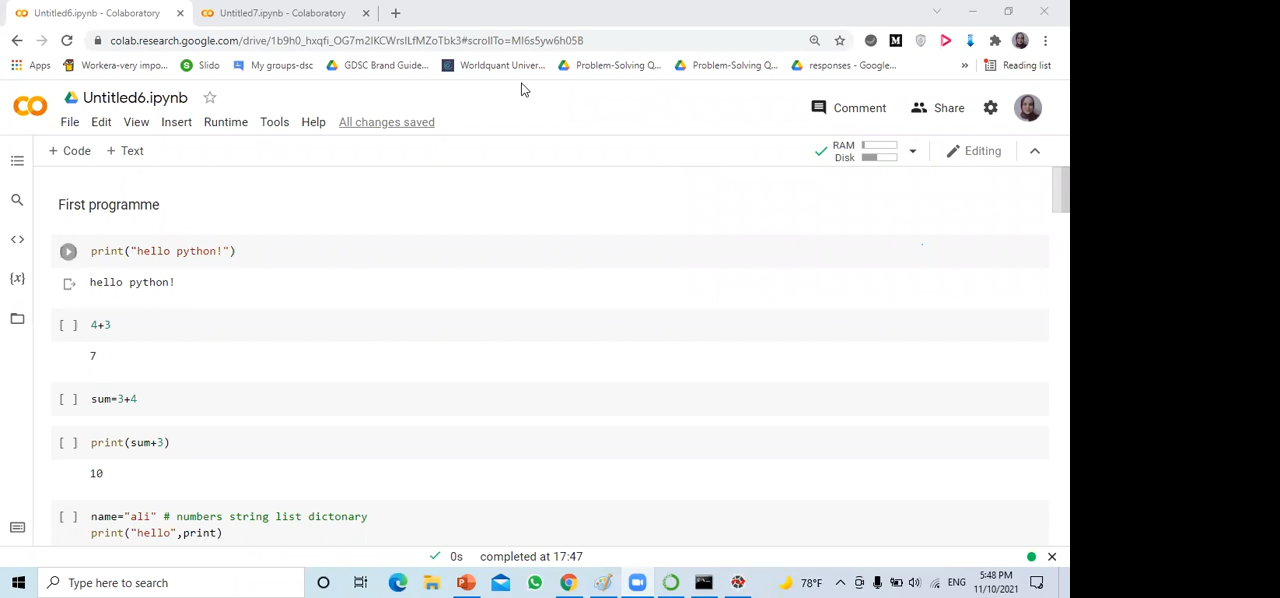 Untitled6.ipynb - Colaboratory
Untitled7.ipynb - Colaboratory
colab.research.google.com/drive/1b9h0_hxqfi_OG7m2IKCWrsILfMZoTbk3#scrollTo=MI6s5yw6h05B
Apps
Workera-very impo...
Slido
My groups-dsc
GDSC Brand Guide...
Worldquant Univer...
Problem-Solving Q...
Problem-Solving Q...
responses - Google...
»
Reading list
Untitled6.ipynb
Comment
Share
File Edit View Insert Runtime Tools Help All changes saved
+ Code + Text
RAM
Disk
Editing
First programme
print("hello python!")
hello python!
[ ] 4+3
7
[ ] sum=3+4
[ ] print(sum+3)
10
[ ] name="ali" # numbers string list dictonary
print("hello",print)
0s completed at 17:47
Type here to search
78°F
ENG
5:48 PM
11/10/2021